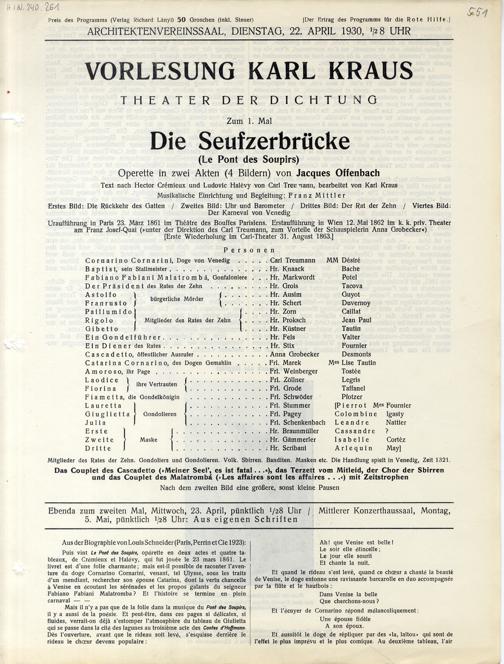 H I N. 240. 261
551
Preis des Programms (Verlag Richard Lányi) 50 Groschen (inkl. Steuer) [Der Ertrag des Programms für die Rote Hilfe.]
ARCHITEKTENVEREINSSAAL, DIENSTAG, 22. APRIL 1930, ½8 UHR
VORLESUNG KARL KRAUS
THEATER DER DICHTUNG
Zum 1. Mal
Die Seufzerbrücke
(Le Pont des Soupirs)
Operette in zwei Akten (4 Bildern) von Jacques Offenbach
Text nach Hector Crémieux und Ludovic Halévy von Carl Treumann, bearbeitet von Karl Kraus
Musikalische Einrichtung und Begleitung: Franz Mittler
Erstes Bild: Die Rückkehr des Gatten / Zweites Bild: Uhr und Barometer / Drittes Bild: Der Rat der Zehn / Viertes Bild:
Der Karneval von Venedig
Uraufführung in Paris 23. März 1861 im Théâtre des Bouffes Parisiens. Erstaufführung in Wien 12. Mai 1862 im k. k. priv. Theater
am Franz Josef-Quai (»unter der Direktion des Carl Treumann, zum Vorteile der Schauspielerin Anna Grobecker«)
[Erste Wiederholung im Carl-Theater 31. August 1863.]
Personen
Cornarino Cornarini, Doge von Venedig . . . . . Carl Treumann MM Désiré
Baptist, sein Stallmeister . . . . . Hr. Knaack Bache
Fabiano Fabiani Malatromba, Gonfaloniere . . . Hr. Markwordt Potel
Der Präsident des Rates der Zehn . . . . . Hr. Grois Tacova
Astolfo } bürgerliche Mörder { . . . . . Hr. Ausim Guyot
Franrusto . . . . . Hr. Schert Duvernoy
Paillumido } Mitglieder des Rates der Zehn { . . . . . Hr. Zorn Caillat
Rigolo . . . . . Hr. Proksch Jean Paul
Gibetto . . . . . Hr. Küstner Tautin
Ein Gondelführer . . . . . Hr. Fels Valter
Ein Diener des Rates . . . . . Hr. Stix Fournier
Cascadetto, öffentlicher Ausrufer . . . . . Anna Grobecker Desmonts
Catarina Cornarino, des Dogen Gemahlin . . . Frl. Marek Mme Lise Tautin
Amoroso, ihr Page . . . . . Frl. Weinberger Tostée
Laodice } ihre Vertrauten { . . . . . Frl. Zöllner Legris
Fiorina . . . . . Frl. Grode Taffanel
Fiametta, die Gondelkönigin . . . . . Frl. Schwöder Pfotzer
Lauretta } Gondolieren { . . . . . Frl. Stummer [Pierrot Mme Fournier
Giuglietta . . . . . Frl. Pagey Colombine Igasty
Julia . . . . . Frl. Schenkenbach Leandre Nattier
Erste } Maske { . . . . . Hr. Braunmüller Cassandre ?
Zweite . . . . . Hr. Gämmerler Isabelle Cortèz
Dritte . . . . . Hr. Scribani Arlequin May]
Mitglieder des Rates der Zehn. Gondoliers und Gondolieren. Volk. Sbirren. Banditen. Masken etc. Die Handlung spielt in Venedig, Zeit 1321.
Das Couplet des Cascadetto (»Meiner Seel', es ist fatal . . .«), das Terzett vom Mitleid, der Chor der Sbirren
und das Couplet des Malatromba (»Les affaires sont les affaires . . .«) mit Zeitstrophen
Nach dem zweiten Bild eine größere, sonst kleine Pausen
Ebenda zum zweiten Mal, Mittwoch, 23. April, pünktlich ½8 Uhr / Mittlerer Konzerthaussaal, Montag,
5. Mai, pünktlich ½8 Uhr: Aus eigenen Schriften
Aus der Biographie von Louis Schneider (Paris, Perrin et Cie 1923):
Puis vint Le Pont des Soupirs, opérette en deux actes et quatre tableaux,
de Crémieux et Halévy, qui fut jouée le 23 mars 1861. Le
livret est d'une folie charmante; mais est-il possible de raconter l'aventure
du doge Cornarino Cornarini, venant, tel Ulysse, sous les traits
d'un mendiant, rechercher son épouse Catarina, dont la vertu chancelle
à Venise en écoutant les sérénades et les propos galants du seigneur
Fabiano Fabiani Malatromba? Et l'histoire se termine en plein
carnaval — —
Mais il n'y a pas que de la folie dans la musique du Pont des Soupirs,
il y a aussi de la poésie. Et peut-être, dans ces pages si délicates, si
fluides, verrait-on déjà s'estomper l'atmosphère du tableau de Giulietta
qui se passe dans la cité des lagunes au troisième acte des Contes d'Hoffmann.
Dès l'ouverture, avant que le rideau soit levé, s'esquisse derrière le
rideau le chœur devenu populaire :
Ah! que Venise est belle!
Le soir elle étincelle;
Le jour elle sourit
Et chante la nuit.
Et quand le rideau s'est levé, quand ce chœur a chanté la beauté
de Venise, le doge entonne une ravissante barcarolle en duo accompagnée
par la flûte et le hautbois :
Dans Venise la belle
Que cherchons-nous?
Et l'écuyer de Cornarino répond mélancoliquement :
Une épouse fidèle
A son époux.
Et aussitôt le doge de répliquer par des «la, laïtou» qui sont de
l'effet le plus imprévu et le plus comique. Au deuxième tableau, l'air